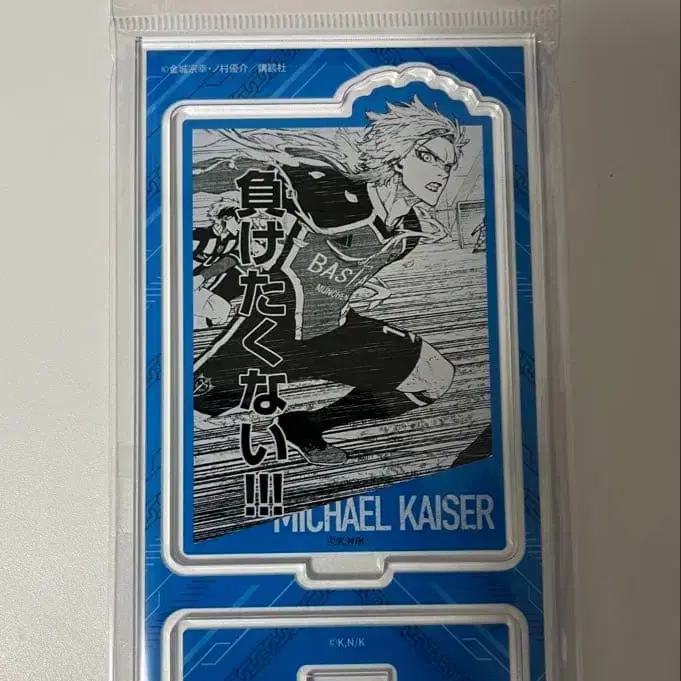 ©金城宗幸・ノ村優介／講談社
負けたくない!!!
BAS
MÜNCHEN
MICHAEL KAISER
©K,N/K
©K,N/K